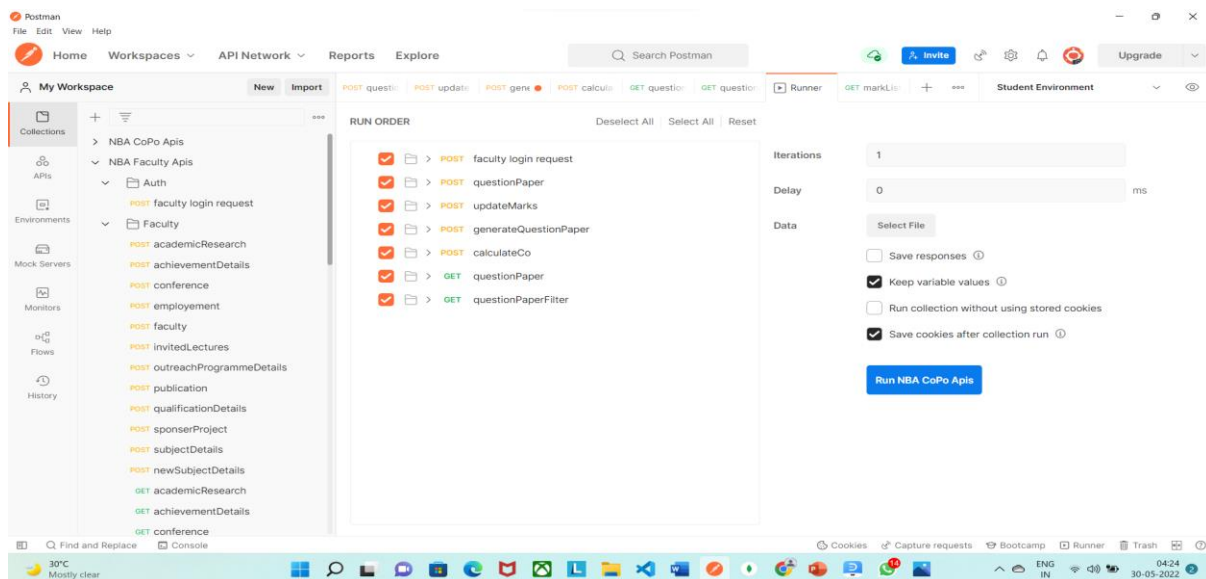 Postman
File Edit View Help
Home Workspaces API Network Reports Explore Search Postman Invite Upgrade
My Workspace New Import POST questic POST update POST gene POST calcula GET question GET question Runner GET markLis Student Environment
Collections
APIs
Environments
Mock Servers
Monitors
Flows
History
NBA CoPo Apis
NBA Faculty Apis
Auth
POST faculty login request
Faculty
POST academicResearch
POST achievementDetails
POST conference
POST employement
POST faculty
POST invitedLectures
POST outreachProgrammeDetails
POST publication
POST qualificationDetails
POST sponserProject
POST subjectDetails
POST newSubjectDetails
GET academicResearch
GET achievementDetails
GET conference
RUN ORDER Deselect All Select All Reset
POST faculty login request
POST questionPaper
POST updateMarks
POST generateQuestionPaper
POST calculateCo
GET questionPaper
GET questionPaperFilter
Iterations 1
Delay 0 ms
Data Select File
Save responses
Keep variable values
Run collection without using stored cookies
Save cookies after collection run
Run NBA CoPo Apis
Find and Replace Console Cookies Capture requests Bootcamp Runner Trash
30°C
Mostly clear
ENG
IN
04:24
30-05-2022
2